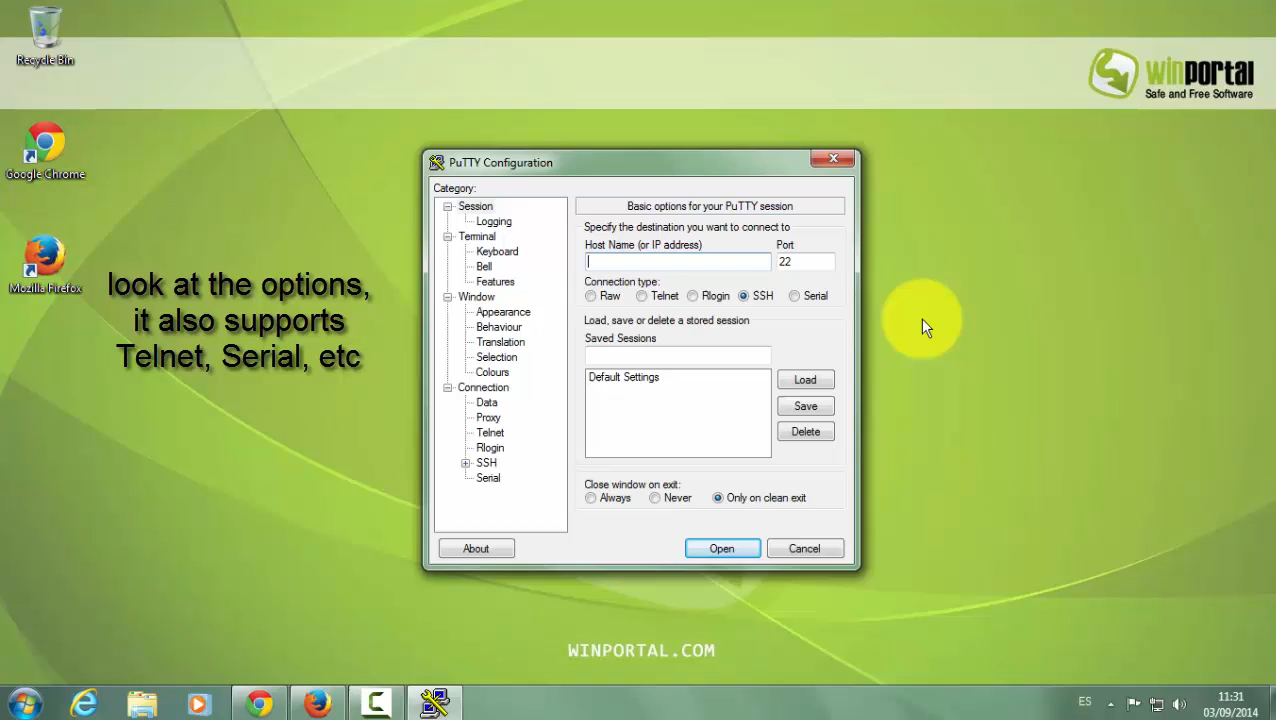 Recycle Bin
winportal
Safe and Free Software
Google Chrome
Mozilla Firefox
look at the options,
it also supports
Telnet, Serial, etc
PuTTY Configuration
Category:
Session
Logging
Terminal
Keyboard
Bell
Features
Window
Appearance
Behaviour
Translation
Selection
Colours
Connection
Data
Proxy
Telnet
Rlogin
SSH
Serial
Basic options for your PuTTY session
Specify the destination you want to connect to
Host Name (or IP address) Port
22
Connection type:
Raw Telnet Rlogin SSH Serial
Load, save or delete a stored session
Saved Sessions
Default Settings
Load
Save
Delete
Close window on exit:
Always Never Only on clean exit
About Open Cancel
WINPORTAL.COM
ES
11:31
03/09/2014